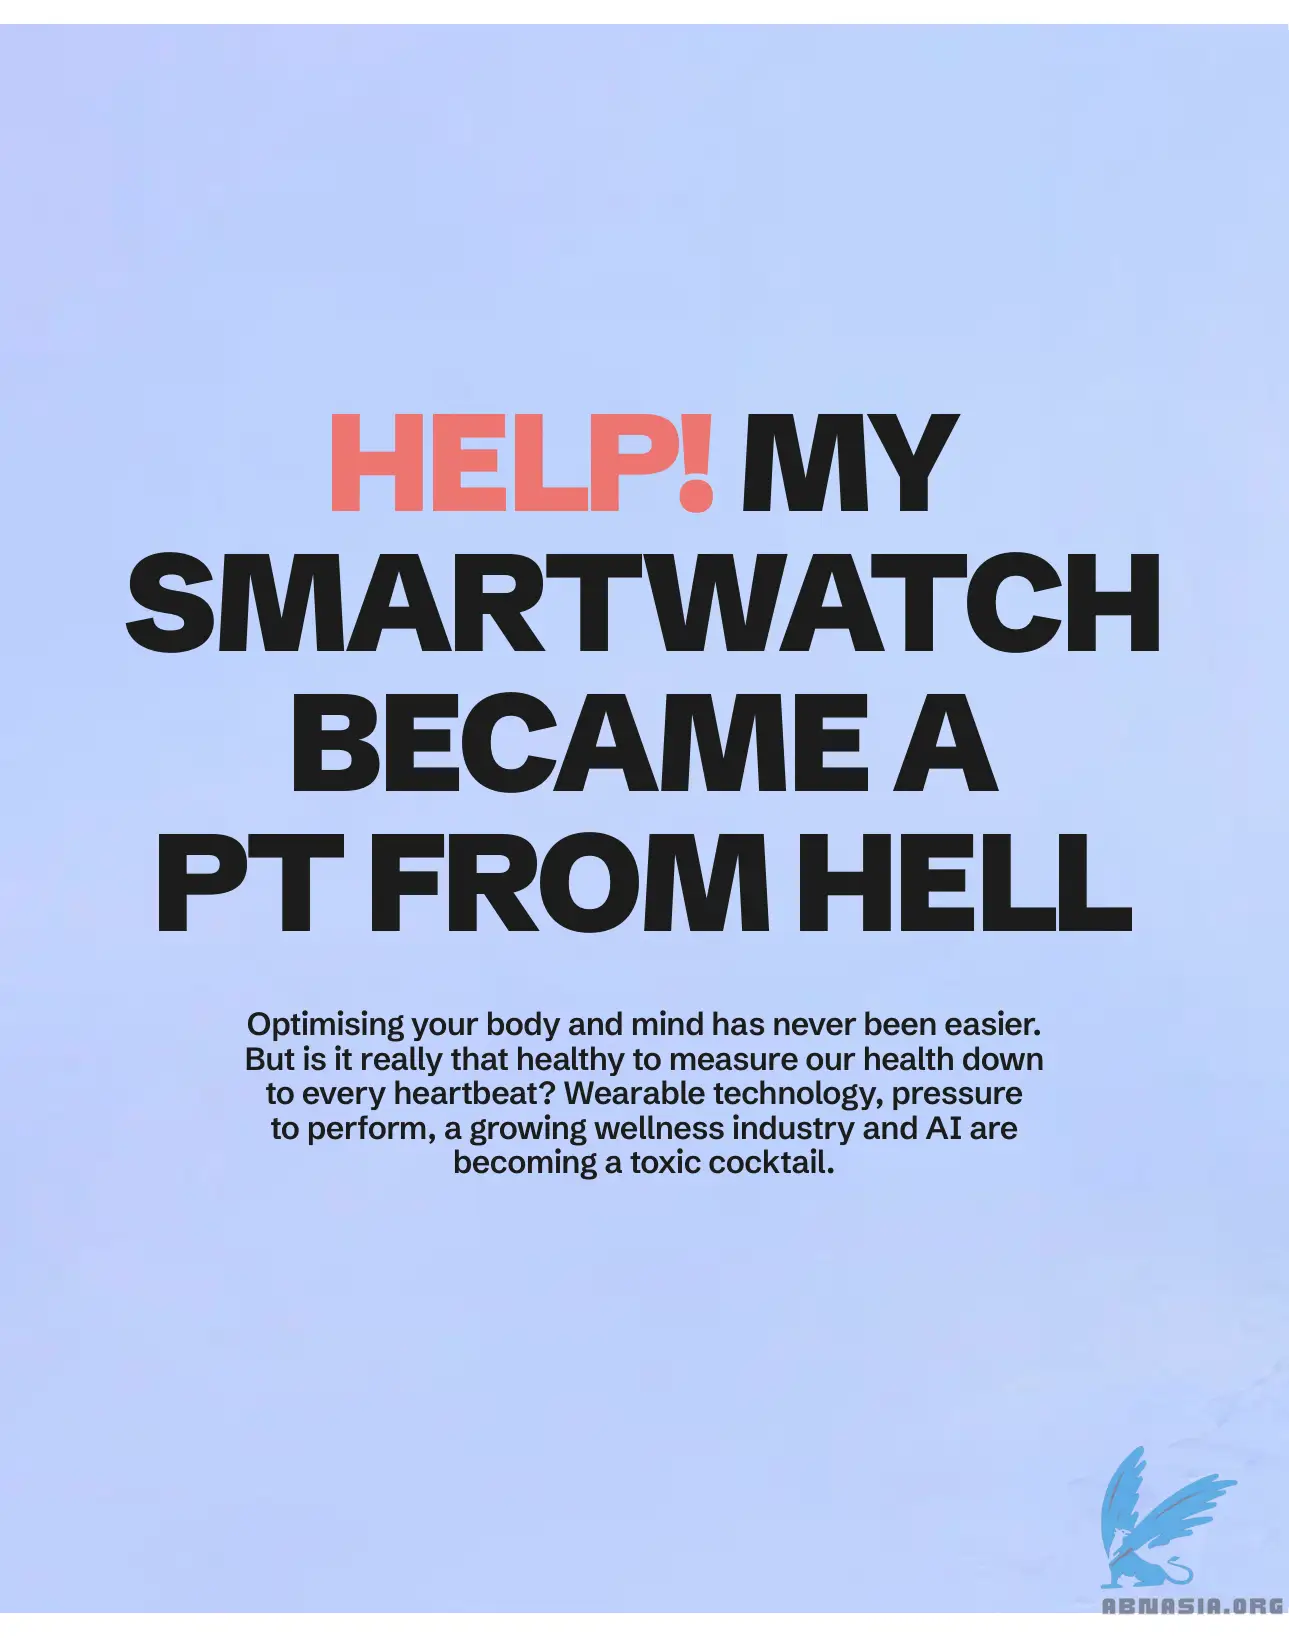 HELP! MY
SMARTWATCH
BECAME A
PT FROM HELL
Optimising your body and mind has never been easier.
But is it really that healthy to measure our health down
to every heartbeat? Wearable technology, pressure
to perform, a growing wellness industry and AI are
becoming a toxic cocktail.
ABNASIA.ORG